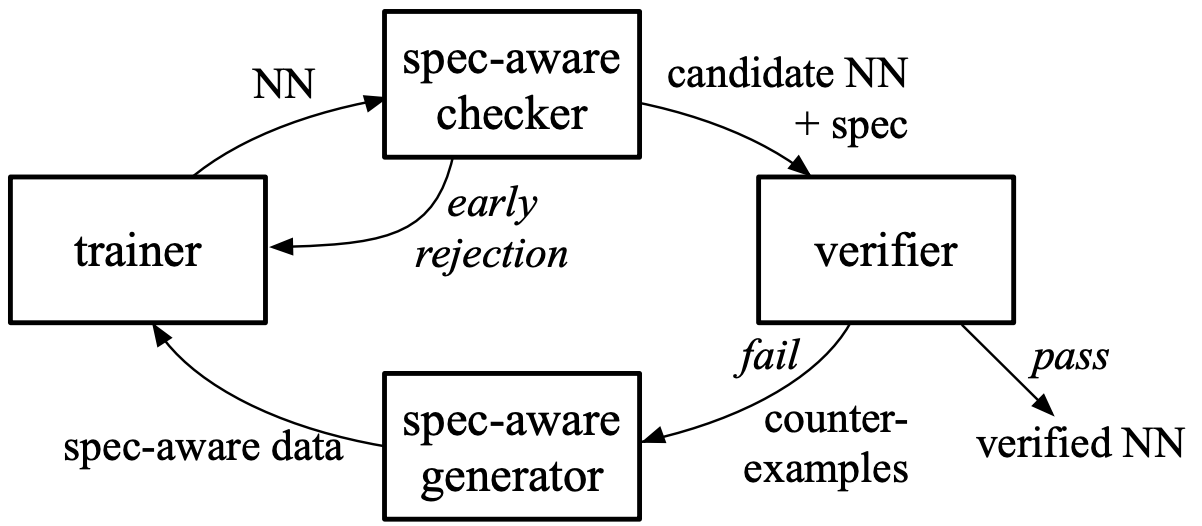 NN
spec-aware
checker
candidate NN
+ spec
early
rejection
trainer
verifier
fail
pass
counter-
examples
verified NN
spec-aware
generator
spec-aware data